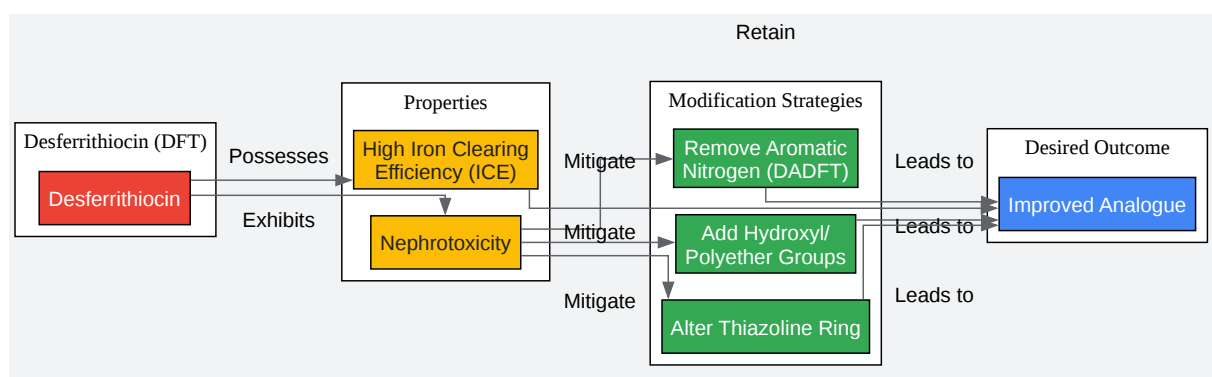 Retain
Desferrithiocin (DFT)
Desferrithiocin
Possesses
Exhibits
Properties
High Iron Clearing
Efficiency (ICE)
Nephrotoxicity
Mitigate
Mitigate
Mitigate
Modification Strategies
Remove Aromatic
Nitrogen (DADFT)
Add Hydroxyl/
Polyether Groups
Alter Thiazoline Ring
Leads to
Leads to
Leads to
Desired Outcome
Improved Analogue